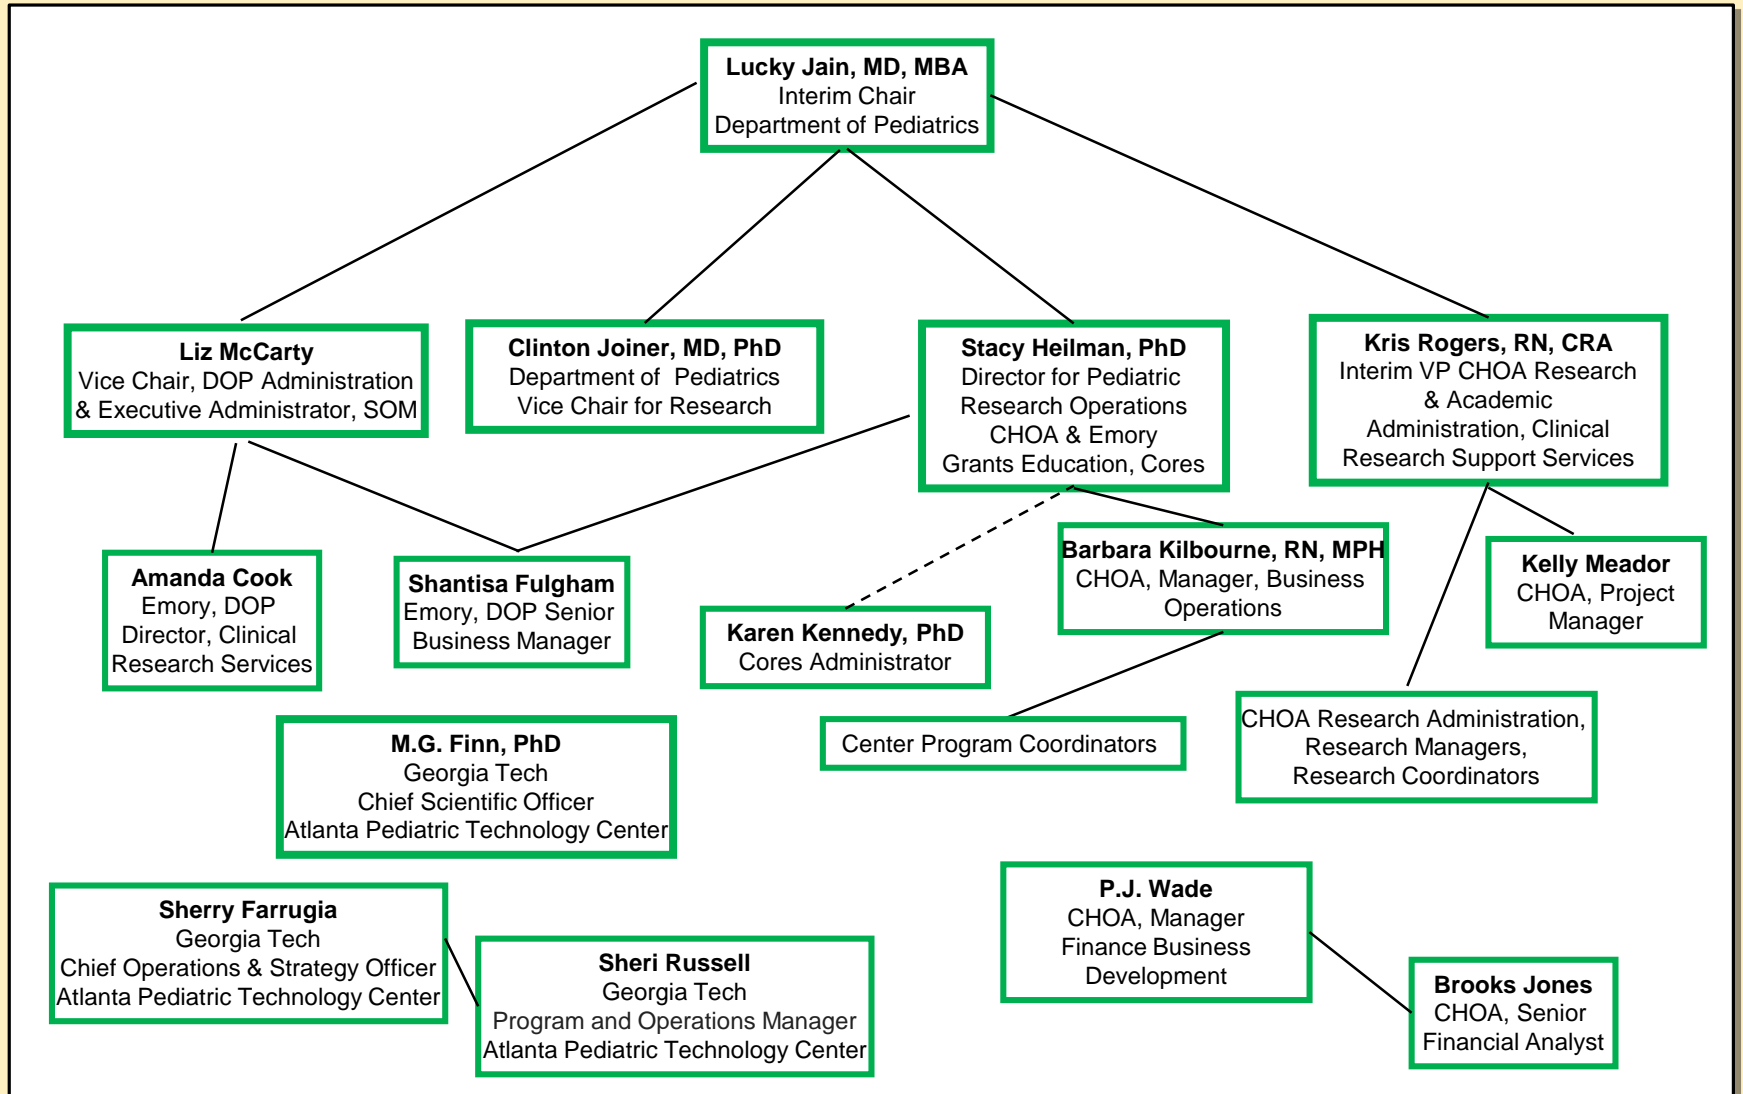 Lucky Jain, MD, MBA
Interim Chair
Department of Pediatrics
Liz McCarty
Vice Chair, DOP Administration
& Executive Administrator, SOM
Clinton Joiner, MD, PhD
Department of Pediatrics
Vice Chair for Research
Stacy Heilman, PhD
Director for Pediatric
Research Operations
CHOA & Emory
Grants Education, Cores
Kris Rogers, RN, CRA
Interim VP CHOA Research
& Academic
Administration, Clinical
Research Support Services
Amanda Cook
Emory, DOP
Director, Clinical
Research Services
Shantisa Fulgham
Emory, DOP Senior
Business Manager
Karen Kennedy, PhD
Cores Administrator
Barbara Kilbourne, RN, MPH
CHOA, Manager, Business
Operations
Kelly Meador
CHOA, Project
Manager
Center Program Coordinators
CHOA Research Administration,
Research Managers,
Research Coordinators
M.G. Finn, PhD
Georgia Tech
Chief Scientific Officer
Atlanta Pediatric Technology Center
Sherry Farrugia
Georgia Tech
Chief Operations & Strategy Officer
Atlanta Pediatric Technology Center
Sheri Russell
Georgia Tech
Program and Operations Manager
Atlanta Pediatric Technology Center
P.J. Wade
CHOA, Manager
Finance Business
Development
Brooks Jones
CHOA, Senior
Financial Analyst